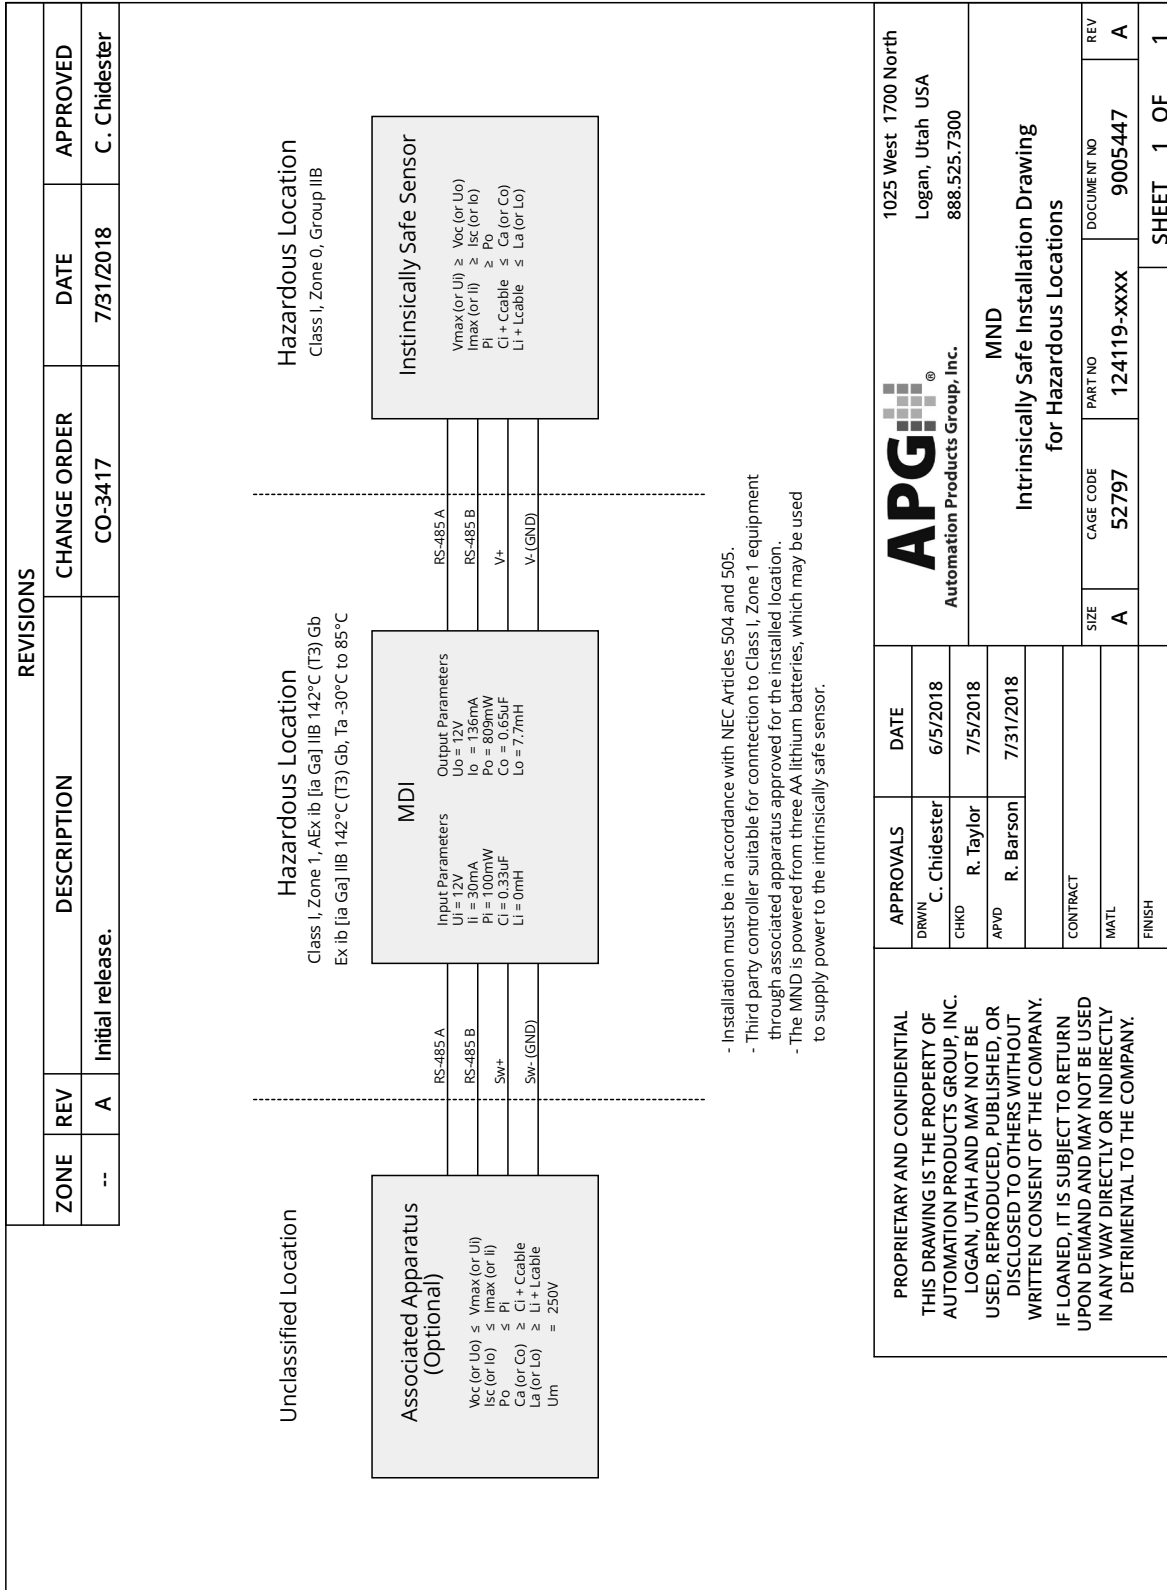 REVISIONS
ZONE REV DESCRIPTION CHANGE ORDER DATE APPROVED
-- A Initial release. CO-3417 7/31/2018 C. Chidester
Unclassified Location
Associated Apparatus
(Optional)
Voc (or Uo) ≤ Vmax (or Ui)
Isc (or Io) ≤ Imax (or Ii)
Po ≤ Pi
Ca (or Co) ≥ Ci + Ccable
La (or Lo) ≥ Li + Lcable
Um = 250V
RS-485 A
RS-485 B
Sw+
Sw- (GND)
Hazardous Location
Class I, Zone 1, AEx ib [ia Ga] IIB 142°C (T3) Gb
Ex ib [ia Ga] IIB 142°C (T3) Gb, Ta -30°C to 85°C
MDI
Input Parameters
Ui = 12V
Ii = 30mA
Pi = 100mW
Ci = 0.33uF
Li = 0mH
Output Parameters
Uo = 12V
Io = 136mA
Po = 809mW
Co = 0.65uF
Lo = 7.7mH
RS-485 A
RS-485 B
V+
V- (GND)
Hazardous Location
Class I, Zone 0, Group IIB
Instinsically Safe Sensor
Vmax (or Ui) ≥ Voc (or Uo)
Imax (or Ii) ≥ Isc (or Io)
Pi ≥ Po
Ci + Ccable ≤ Ca (or Co)
Li + Lcable ≤ La (or Lo)
- Installation must be in accordance with NEC Articles 504 and 505.
- Third party controller suitable for conntection to Class I, Zone 1 equipment
through associated apparatus approved for the installed location.
- The MND is powered from three AA lithium batteries, which may be used
to supply power to the intrinsically safe sensor.
PROPRIETARY AND CONFIDENTIAL
THIS DRAWING IS THE PROPERTY OF
AUTOMATION PRODUCTS GROUP, INC.
LOGAN, UTAH AND MAY NOT BE
USED, REPRODUCED, PUBLISHED, OR
DISCLOSED TO OTHERS WITHOUT
WRITTEN CONSENT OF THE COMPANY.
IF LOANED, IT IS SUBJECT TO RETURN
UPON DEMAND AND MAY NOT BE USED
IN ANY WAY DIRECTLY OR INDIRECTLY
DETRIMENTAL TO THE COMPANY.
APPROVALS DATE
DRWN C. Chidester 6/5/2018
CHKD R. Taylor 7/5/2018
APVD R. Barson 7/31/2018
CONTRACT
MATL
FINISH
APG®
Automation Products Group, Inc.
1025 West 1700 North
Logan, Utah USA
888.525.7300
MND
Intrinsically Safe Installation Drawing
for Hazardous Locations
SIZE CAGE CODE PART NO DOCUMENT NO REV
A 52797 124119-xxxx 9005447 A
SHEET 1 OF 1